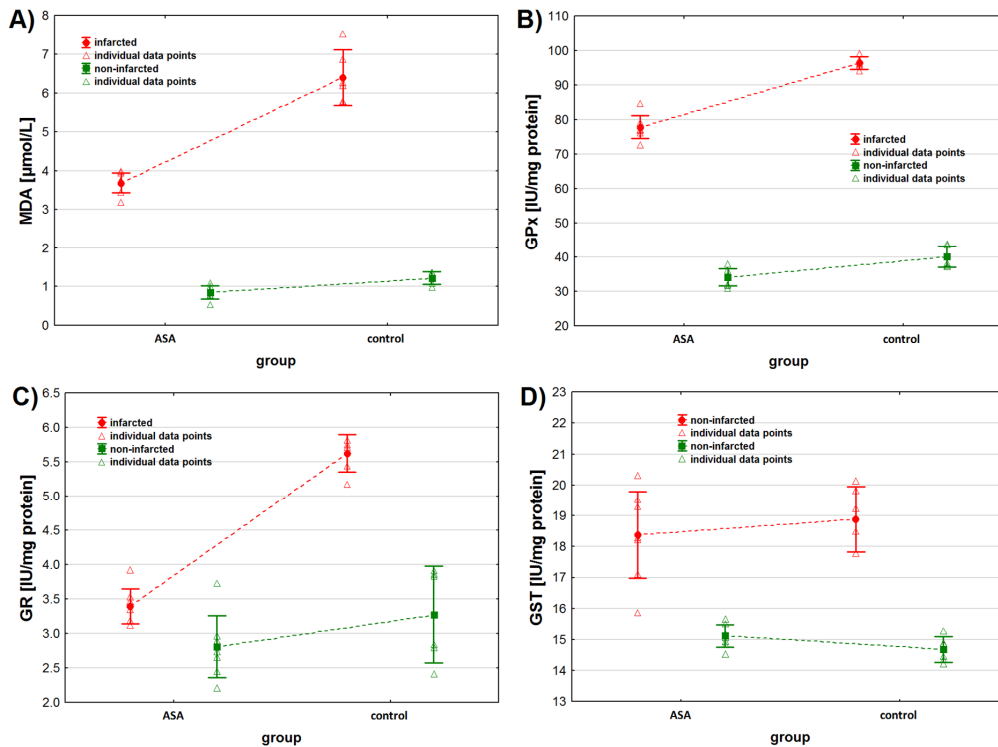 A)
MDA [µmol/L]
8
7
6
5
4
3
2
1
0
infarcted
individual data points
non-infarcted
individual data points
ASA
control
group
B)
GPx [IU/mg protein]
110
100
90
80
70
60
50
40
30
20
infarcted
individual data points
non-infarcted
individual data points
ASA
control
group
C)
GR [IU/mg protein)
6.5
6.0
5.5
5.0
4.5
4.0
3.5
3.0
2.5
2.0
infarcted
individual data points
non-infarcted
individual data points
ASA
control
group
D)
GST [IU/mg protein)
23
22
21
20
19
18
17
16
15
14
13
non-infarcted
individual data points
non-infarcted
individual data points
ASA
control
group